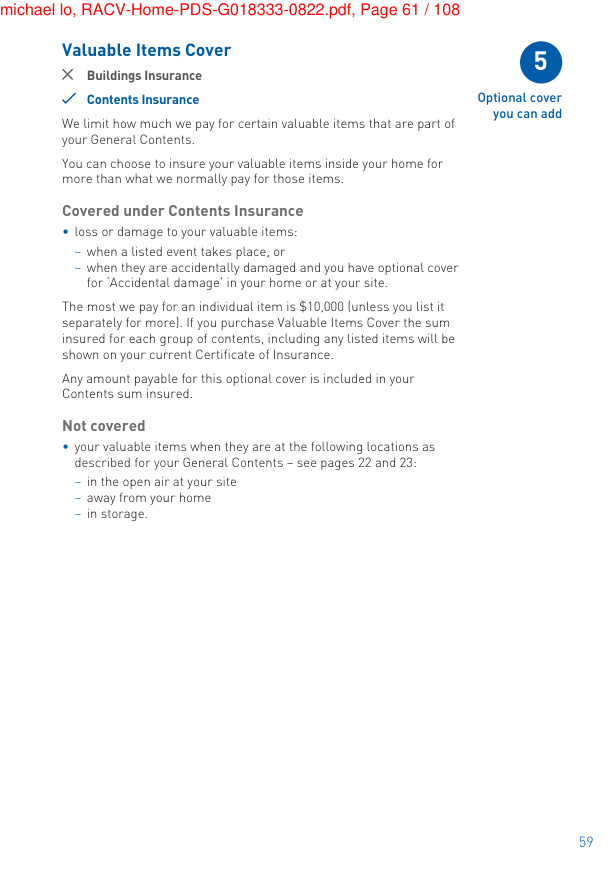 michael lo, RACV-Home-PDS-G018333-0822.pdf, Page 61 / 108
Valuable Items Cover
Buildings Insurance
Contents Insurance
5
Optional cover
you can add
We limit how much we pay for certain valuable items that are part of
your General Contents.
You can choose to insure your valuable items inside your home for
more than what we normally pay for those items.
Covered under Contents Insurance
• loss or damage to your valuable items:
– when a listed event takes place, or
– when they are accidentally damaged and you have optional cover
for ‘Accidental damage’ in your home or at your site.
The most we pay for an individual item is $10,000 (unless you list it
separately for more). If you purchase Valuable Items Cover the sum
insured for each group of contents, including any listed items will be
shown on your current Certificate of Insurance.
Any amount payable for this optional cover is included in your
Contents sum insured.
Not covered
• your valuable items when they are at the following locations as
described for your General Contents – see pages 22 and 23:
– in the open air at your site
– away from your home
– in storage.
59